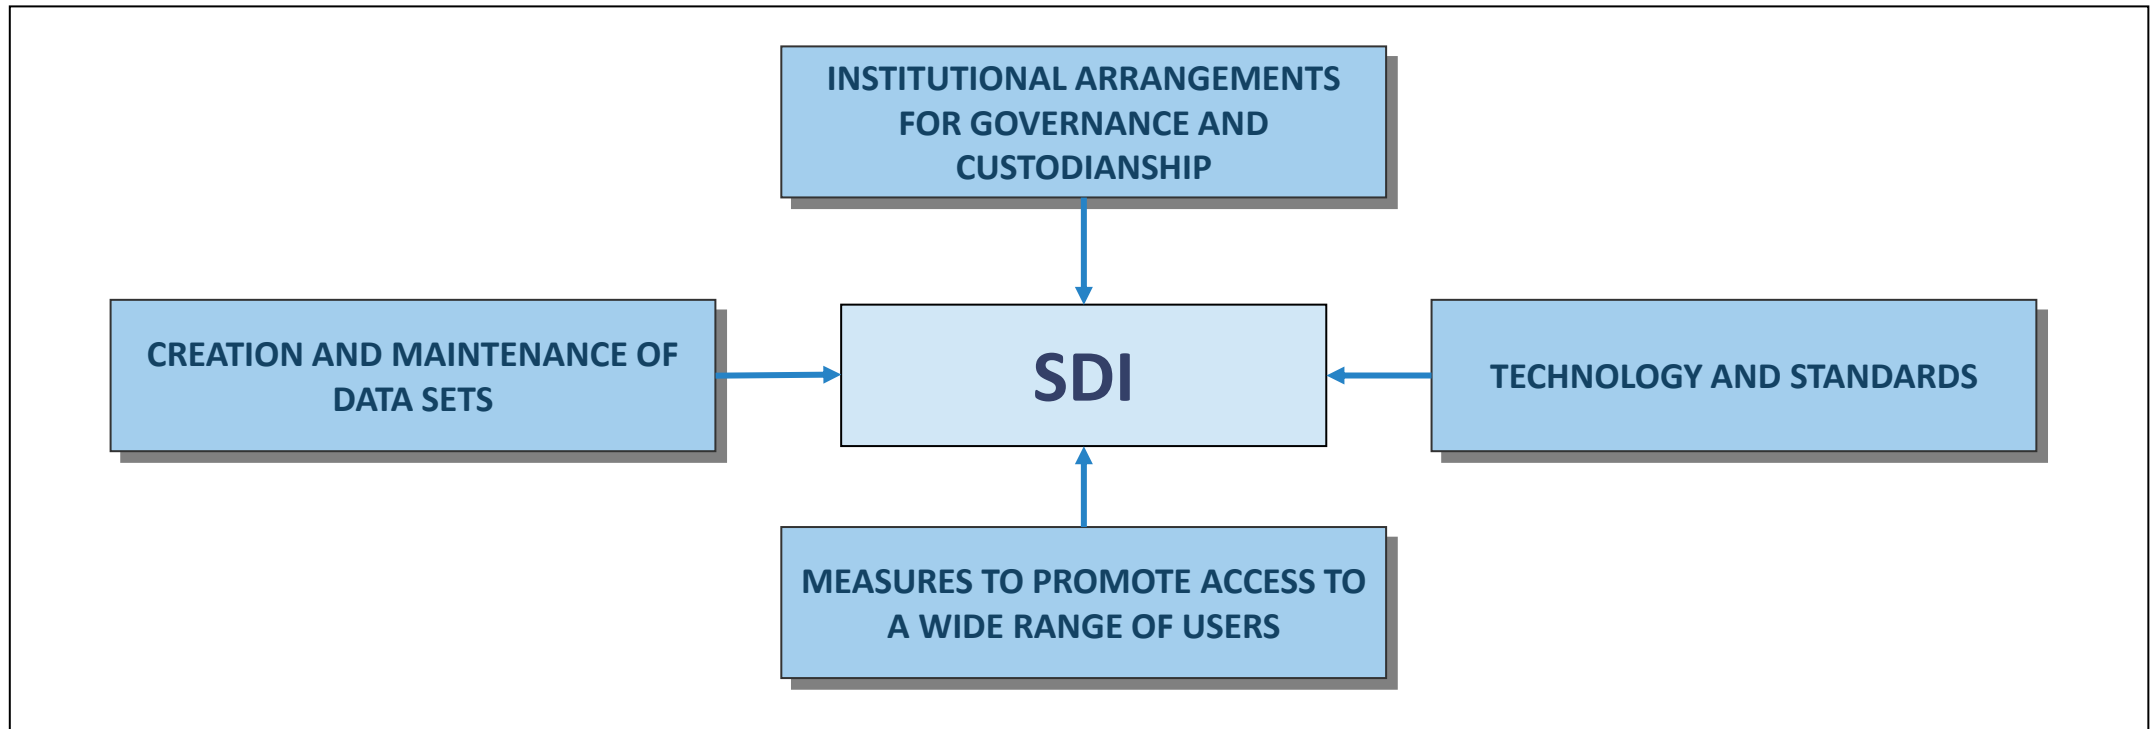 INSTITUTIONAL ARRANGEMENTS
FOR GOVERNANCE AND
CUSTODIANSHIP
CREATION AND MAINTENANCE OF
DATA SETS
SDI
TECHNOLOGY AND STANDARDS
MEASURES TO PROMOTE ACCESS TO
A WIDE RANGE OF USERS